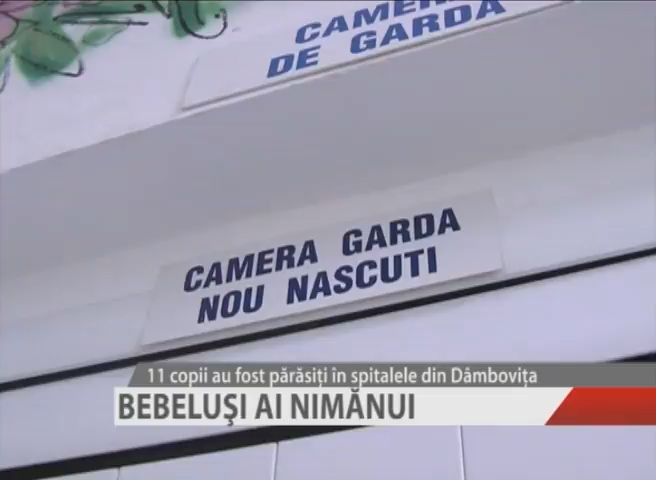 CAMERA
DE GARDA
CAMERA GARDA
NOU NASCUTI
11 copii au fost părăsiți în spitalele din Dâmbovița
BEBELUŞI AI NIMĂNUI